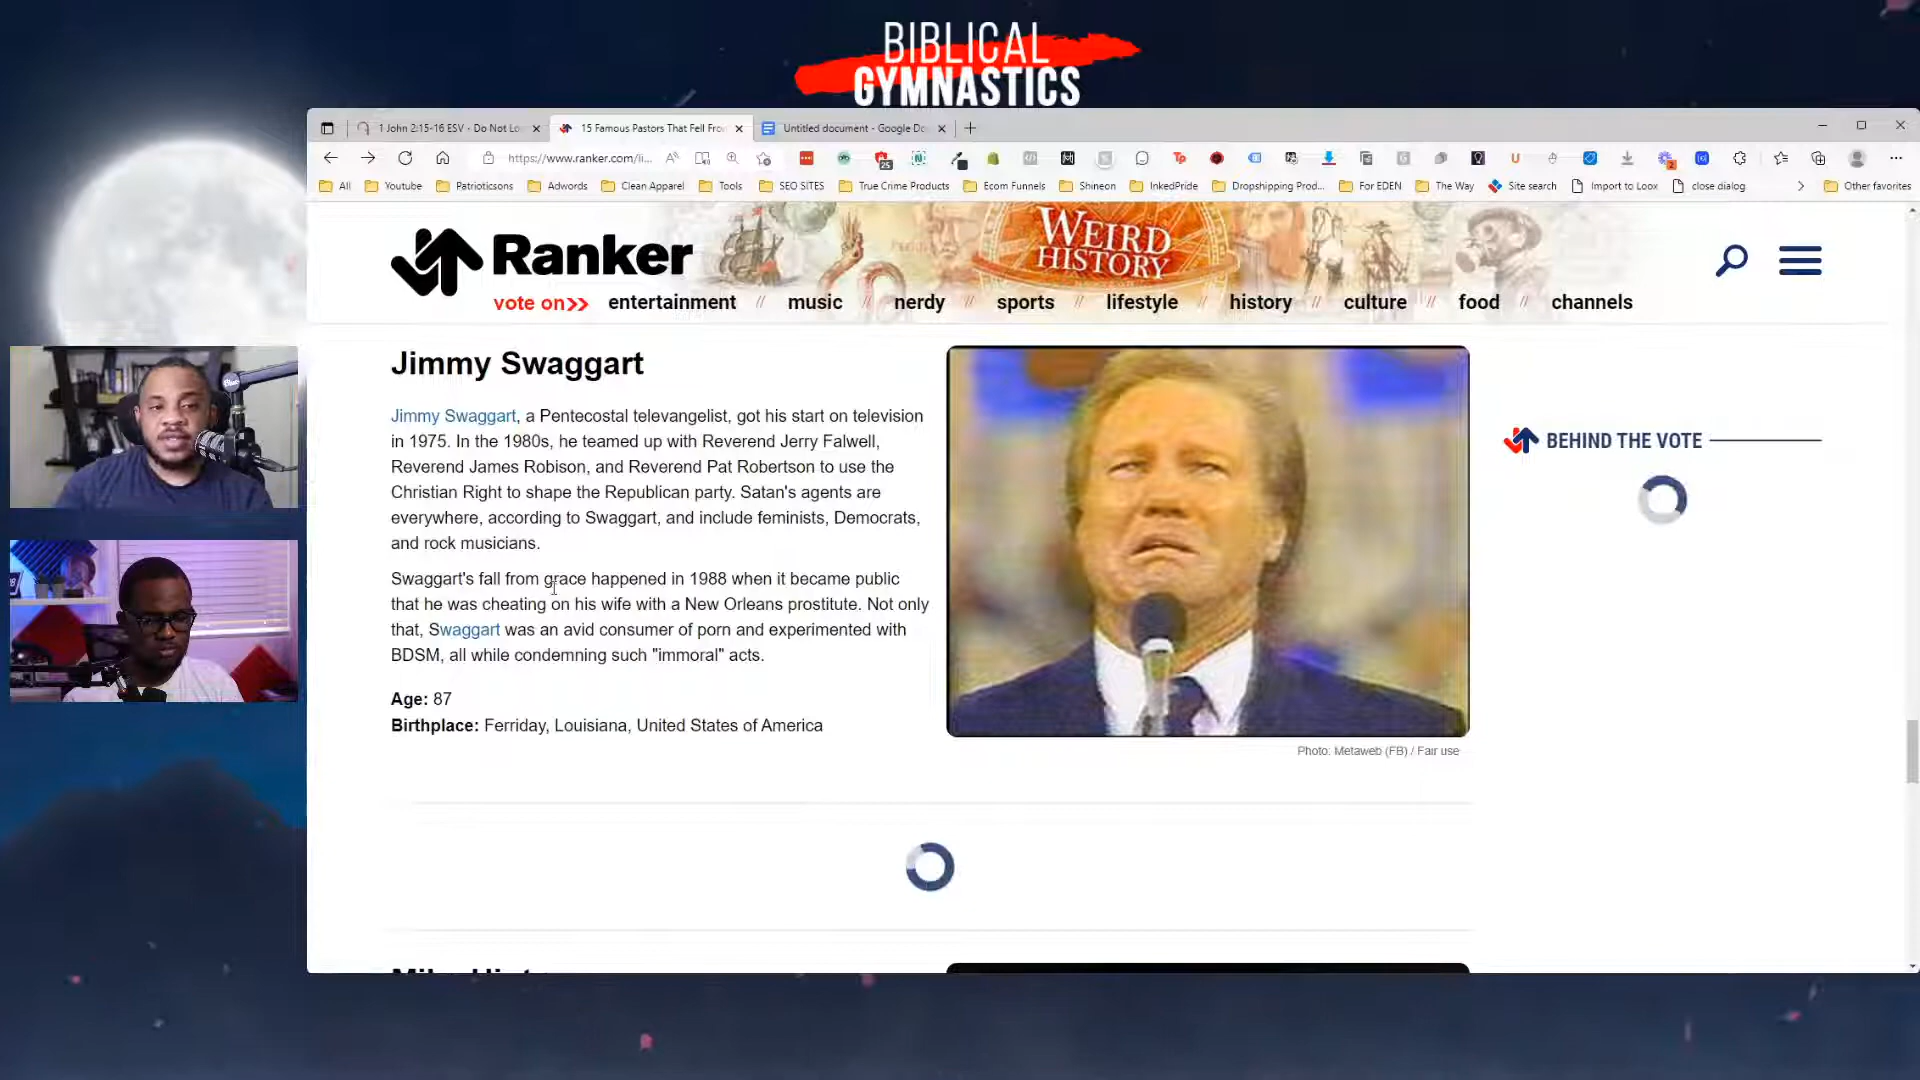 BIBLICAL
GYMNASTICS
1 John 2:15-16 ESV - Do Not Lo
15 Famous Pastors That Fell Fro
Untitled document - Google Do
https://www.ranker.com/li...
All
Youtube
Patrioticsons
Adwords
Clean Apparel
Tools
SEO SITES
True Crime Products
Ecom Funnels
Shineon
InkedPride
Dropshipping Prod...
For EDEN
The Way
Site search
Import to Loox
close dialog
Other favorites
Ranker
WEIRD
HISTORY
vote on>> entertainment // music // nerdy // sports // lifestyle // history // culture // food // channels
Jimmy Swaggart
Jimmy Swaggart, a Pentecostal televangelist, got his start on television
in 1975. In the 1980s, he teamed up with Reverend Jerry Falwell,
Reverend James Robison, and Reverend Pat Robertson to use the
Christian Right to shape the Republican party. Satan's agents are
everywhere, according to Swaggart, and include feminists, Democrats,
and rock musicians.
Swaggart's fall from grace happened in 1988 when it became public
that he was cheating on his wife with a New Orleans prostitute. Not only
that, Swaggart was an avid consumer of porn and experimented with
BDSM, all while condemning such "immoral" acts.
Age: 87
Birthplace: Ferriday, Louisiana, United States of America
Photo: Metaweb (FB) / Fair use
BEHIND THE VOTE